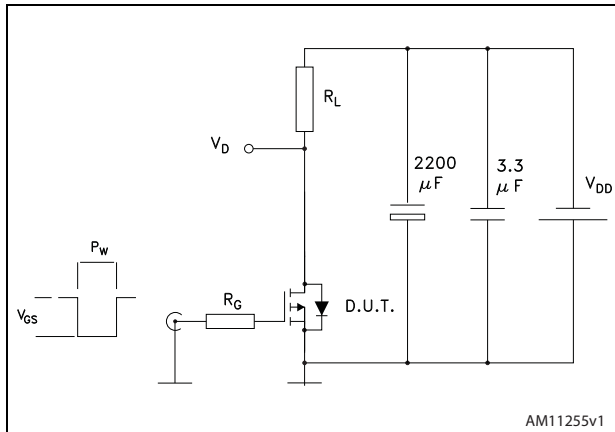 R_L
V_D
2200 μF
3.3 μF
V_DD
P_W
V_GS
R_G
D.U.T.
AM11255v1